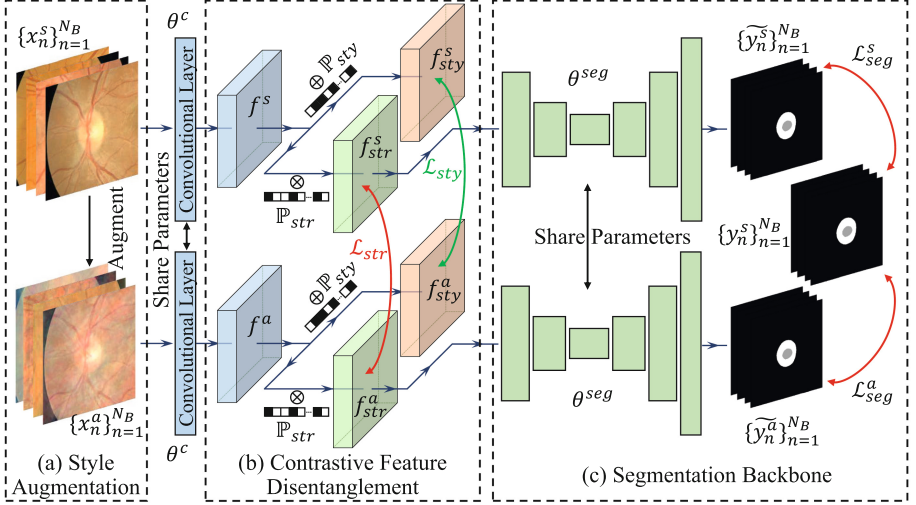 {x_n^s}_{n=1}^{N_B}
Augment
{x_n^a}_{n=1}^{N_B}
(a) Style
Augmentation
θ^c
Convolutional Layer
Share Parameters
Convolutional Layer
θ^c
f^s
⊗ ℙ_sty
f_sty^s
f_str^s
⊗
ℙ_str
ℒ_sty
ℒ_str
f^a
⊗ ℙ_sty
f_sty^a
f_str^a
⊗
ℙ_str
(b) Contrastive Feature
Disentanglement
θ^seg
Share Parameters
θ^seg
{ỹ_n^s}_{n=1}^{N_B}
ℒ_seg^s
{y_n^s}_{n=1}^{N_B}
ℒ_seg^a
{ỹ_n^a}_{n=1}^{N_B}
(c) Segmentation Backbone